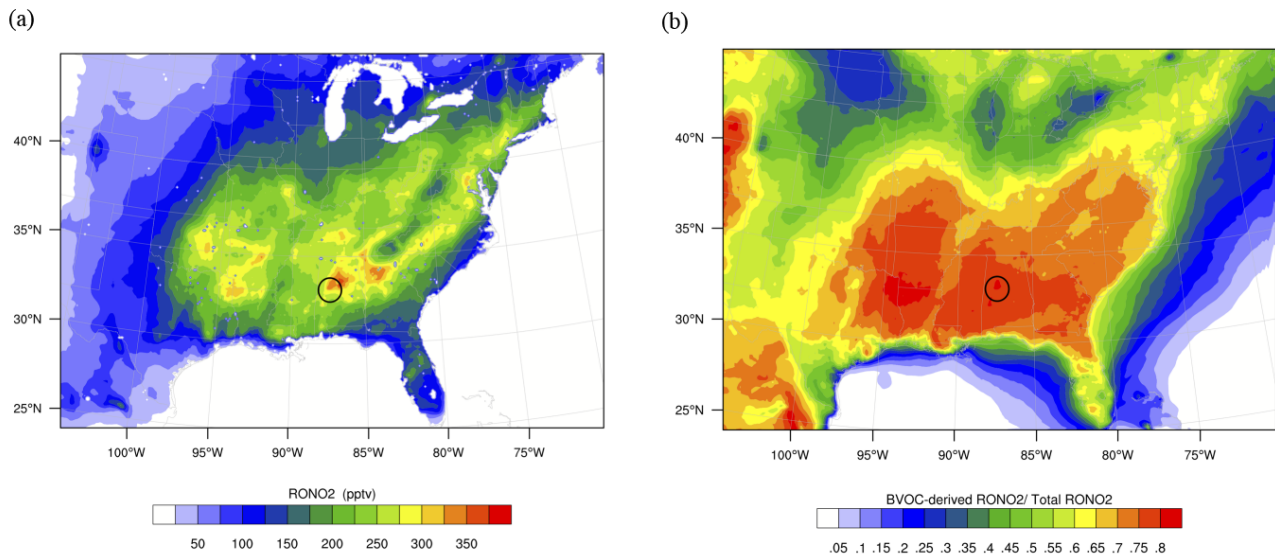 (a)
(b)
40°N
35°N
30°N
25°N
100°W 95°W 90°W 85°W 80°W 75°W
RONO2 (pptv)
50 100 150 200 250 300 350
40°N
35°N
30°N
25°N
100°W 95°W 90°W 85°W 80°W 75°W
BVOC-derived RONO2/ Total RONO2
.05 .1 .15 .2 .25 .3 .35 .4 .45 .5 .55 .6 .65 .7 .75 .8